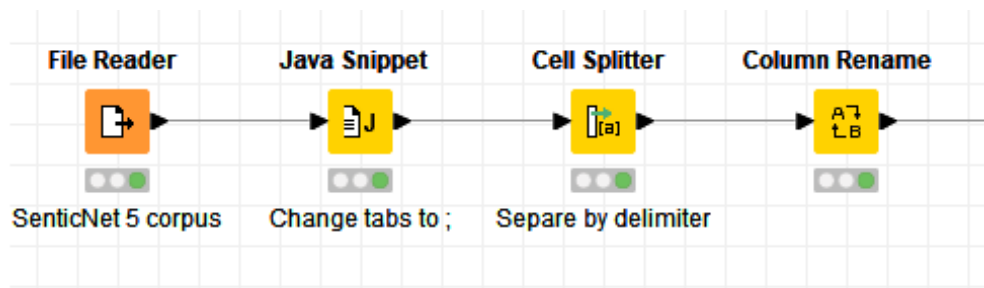 File Reader
Java Snippet
Cell Splitter
Column Rename
J
[a]
A
B
SenticNet 5 corpus
Change tabs to ;
Separe by delimiter